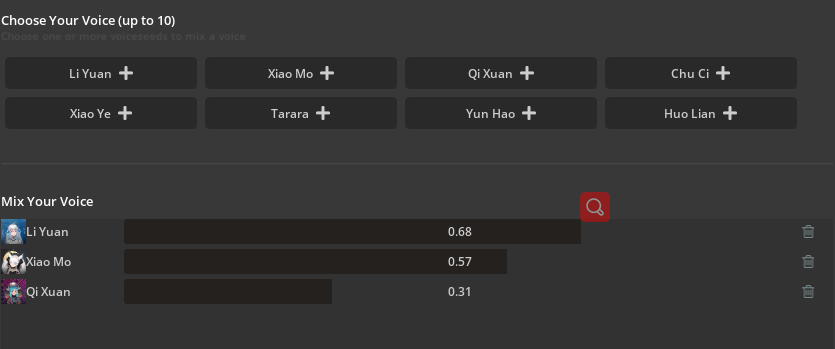 Choose Your Voice (up to 10)
Choose one or more voiceseeds to mix a voice
Li Yuan
Xiao Mo
Qi Xuan
Chu Ci
Xiao Ye
Tarara
Yun Hao
Huo Lian
Mix Your Voice
Li Yuan 0.68
Xiao Mo 0.57
Qi Xuan 0.31